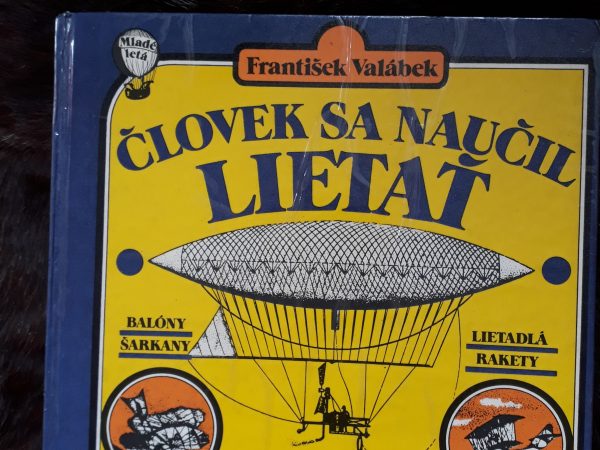 Mladé
letá
František Valábek
ČLOVEK SA NAUČIL
LIETAŤ
BALÓNY
ŠARKANY
LIETADLÁ
RAKETY